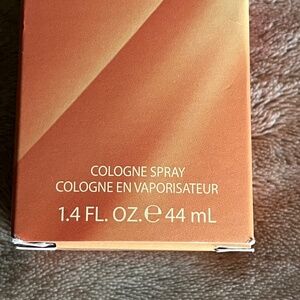 COLOGNE SPRAY
COLOGNE EN VAPORISATEUR
1.4 FL. OZ. ℮ 44 mL